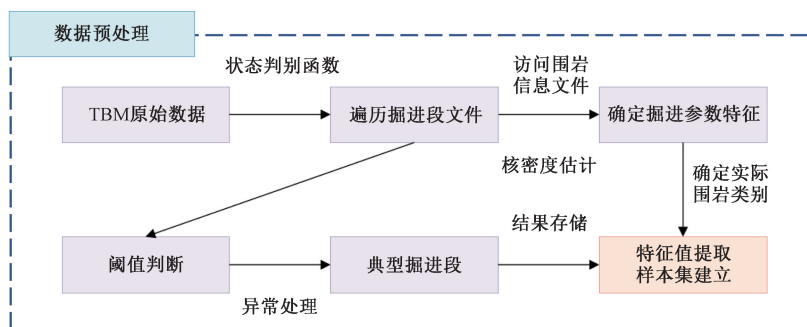 数据预处理
状态判别函数
访问围岩
信息文件
TBM原始数据
遍历掘进段文件
确定掘进参数特征
核密度估计
确定实际
围岩类别
结果存储
阈值判断
典型掘进段
特征值提取
样本集建立
异常处理